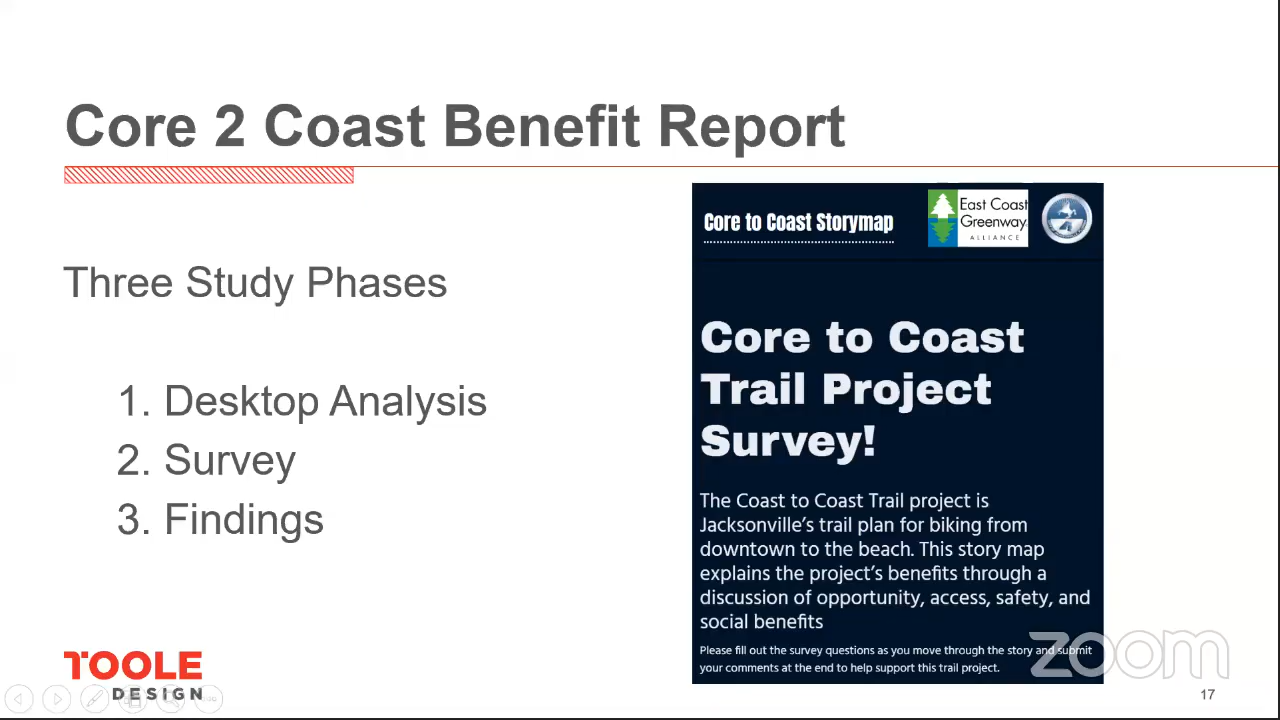 Core 2 Coast Benefit Report
Three Study Phases
1. Desktop Analysis
2. Survey
3. Findings
Core to Coast Storymap
East Coast
Greenway
ALLIANCE
Core to Coast
Trail Project
Survey!
The Coast to Coast Trail project is
Jacksonville's trail plan for biking from
downtown to the beach. This story map
explains the project's benefits through a
discussion of opportunity, access, safety, and
social benefits
Please fill out the survey questions as you move through the story and submit
your comments at the end to help support this trail project.
zoom
TOOLE
DESIGN
17